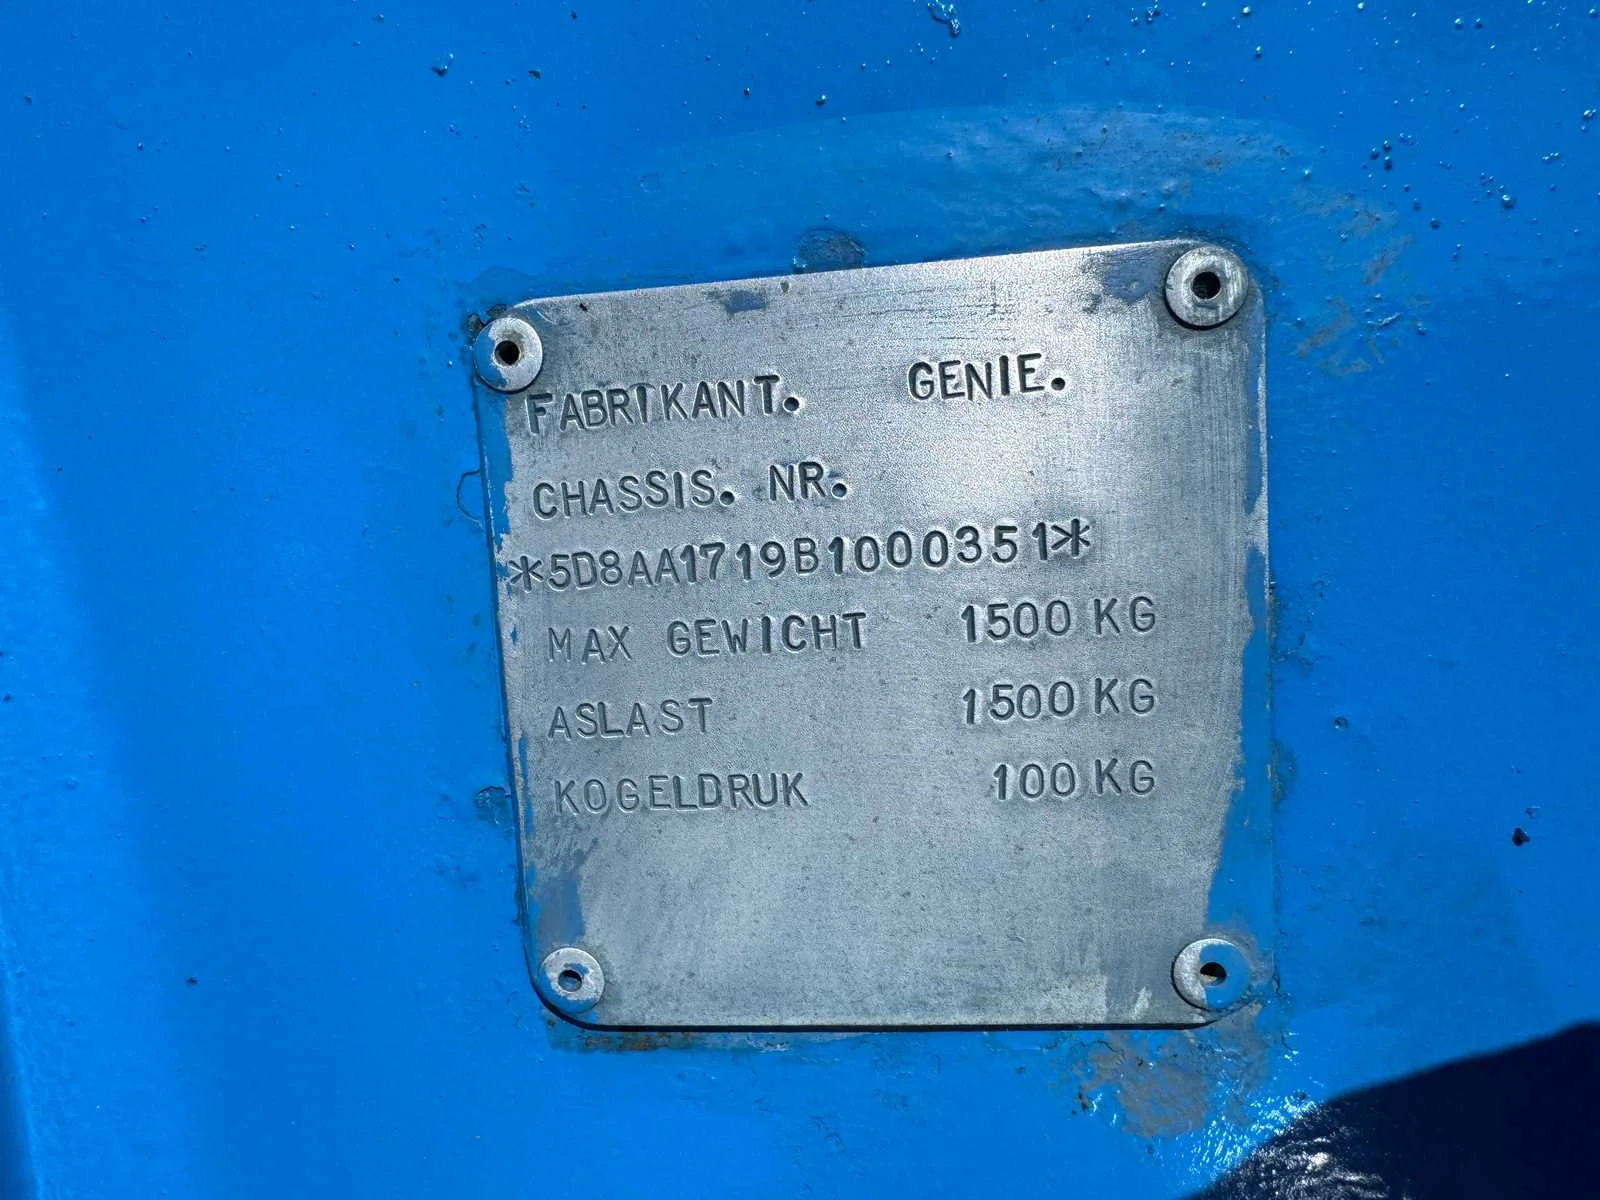 FABRIKANT. GENIE.
CHASSIS. NR.
*5D8AA1719B1000351*
MAX GEWICHT 1500 KG
ASLAST 1500 KG
KOGELDRUK 100 KG